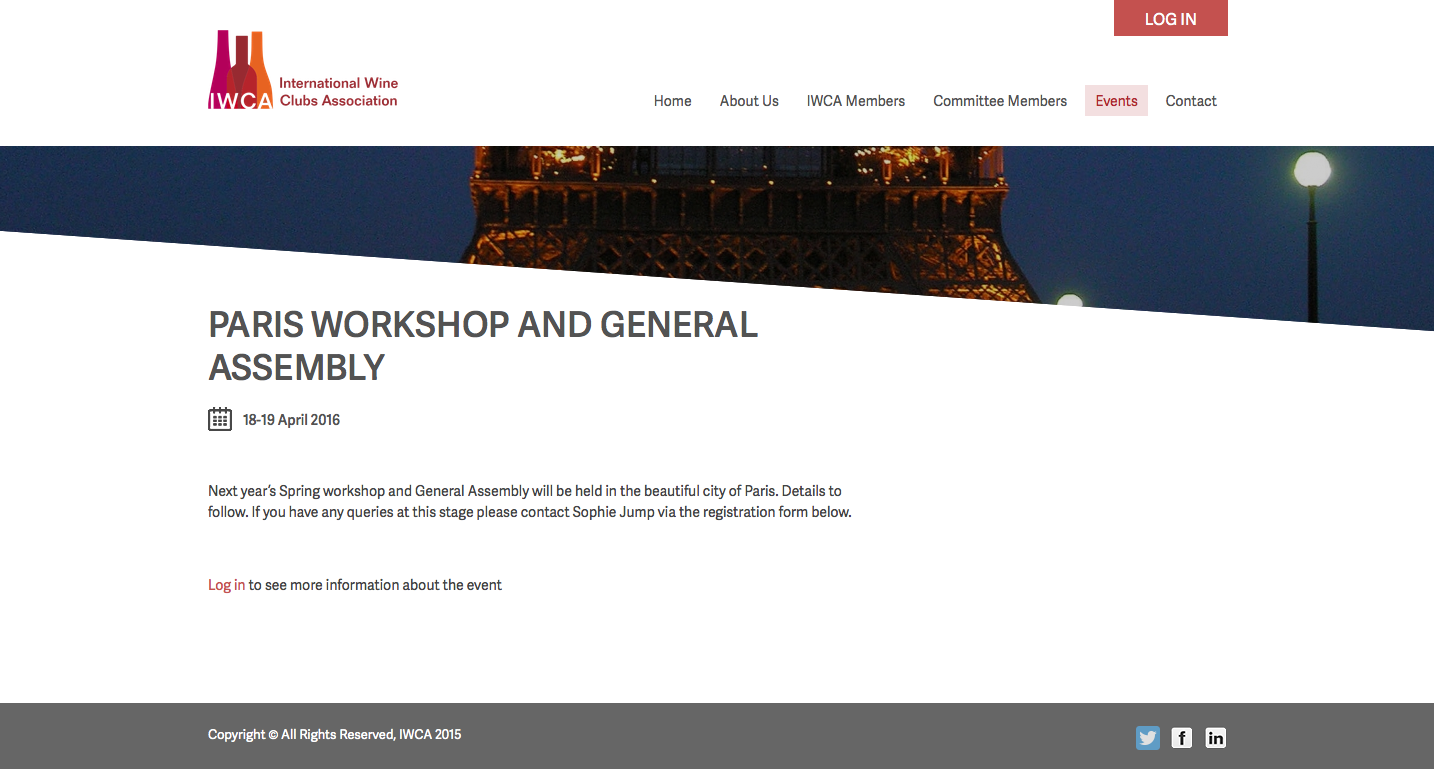 LOG IN
IWCA
International Wine
Clubs Association
Home About Us IWCA Members Committee Members Events Contact
PARIS WORKSHOP AND GENERAL
ASSEMBLY
18-19 April 2016
Next year's Spring workshop and General Assembly will be held in the beautiful city of Paris. Details to
follow. If you have any queries at this stage please contact Sophie Jump via the registration form below.
Log in to see more information about the event
Copyright © All Rights Reserved, IWCA 2015
f in